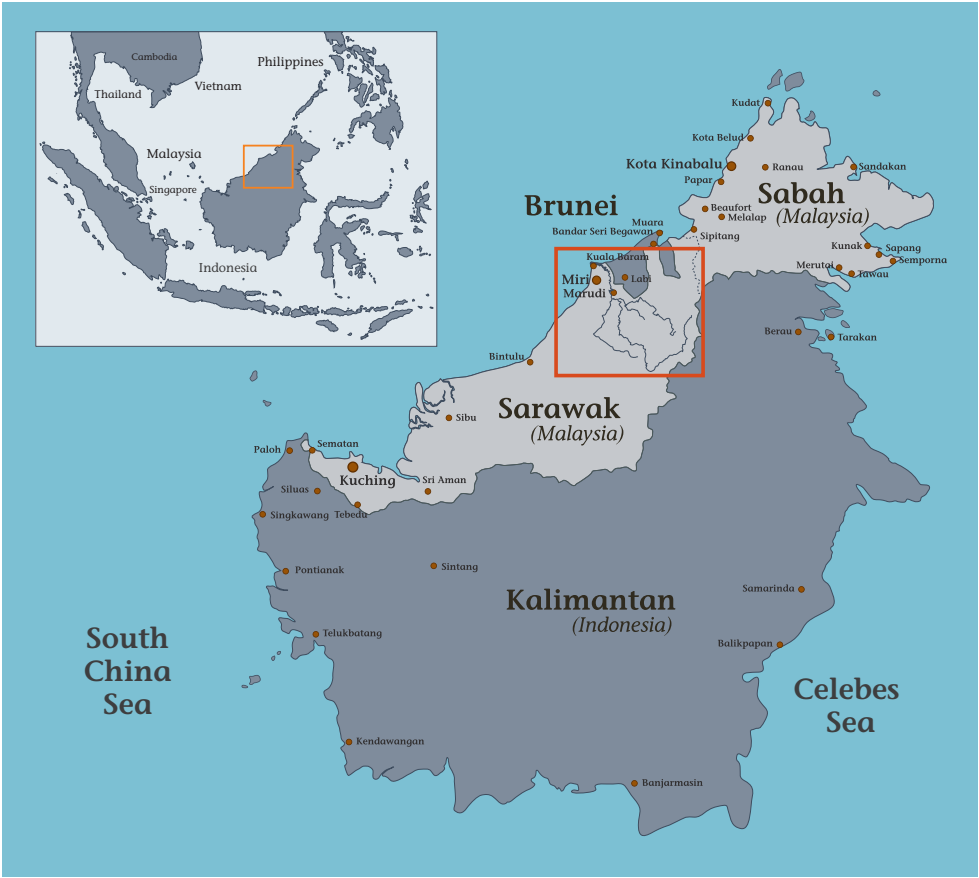 Cambodia
Philippines
Thailand
Vietnam
Malaysia
Singapore
Indonesia
Kudat
Kota Belud
Kota Kinabalu
Ranau
Sandakan
Papar
Sabah
(Malaysia)
Beaufort
Melalap
Brunei
Muara
Bandar Seri Begawan
Sipitang
Kunak
Sapang
Semporna
Merutai
Tawau
Kuala Baram
Miri
Labi
Marudi
Berau
Tarakan
Bintulu
Sarawak
(Malaysia)
Sibu
Sematan
Paloh
Kuching
Sri Aman
Siluas
Singkawang
Tebedu
Pontianak
Sintang
Samarinda
Kalimantan
(Indonesia)
Telukbatang
Balikpapan
South
China
Sea
Celebes
Sea
Kendawangan
Banjarmasin